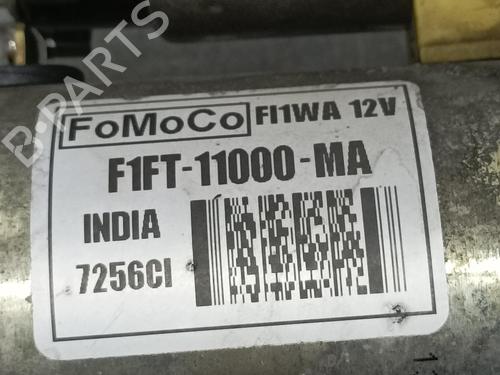 B-PARTS
FoMoCo FI1WA 12V
F1FT-11000-MA
INDIA
7256CI